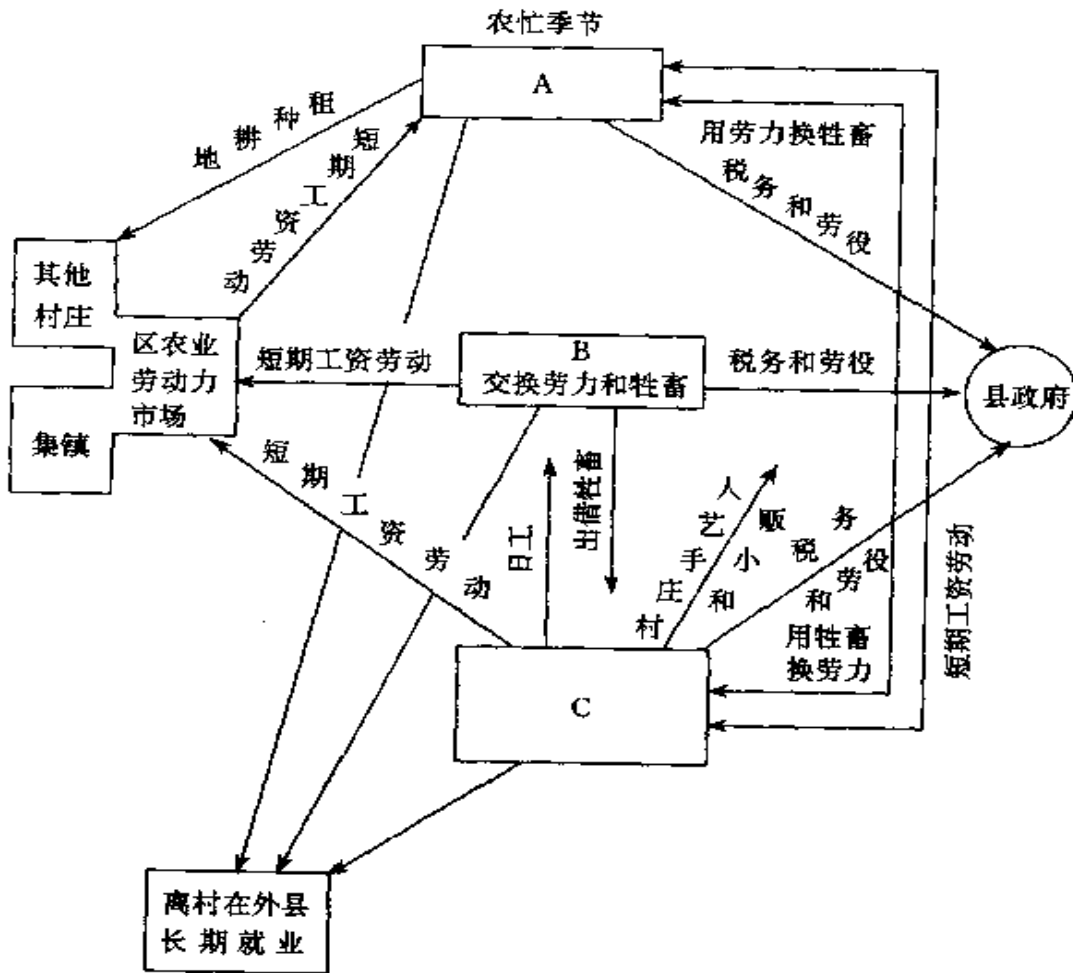 农忙季节
A
租种耕地
短期工资劳动
用劳力换牲畜
税务和劳役
其他
村庄
区农业
劳动力
市场
集镇
短期工资劳动
B
交换劳力和牲畜
税务和劳役
县政府
短期工资劳动
日工
出借牲畜
村庄手艺人
和小贩
税务和劳役
用牲畜
换劳力
短期工资劳动
C
离村在外县
长期就业